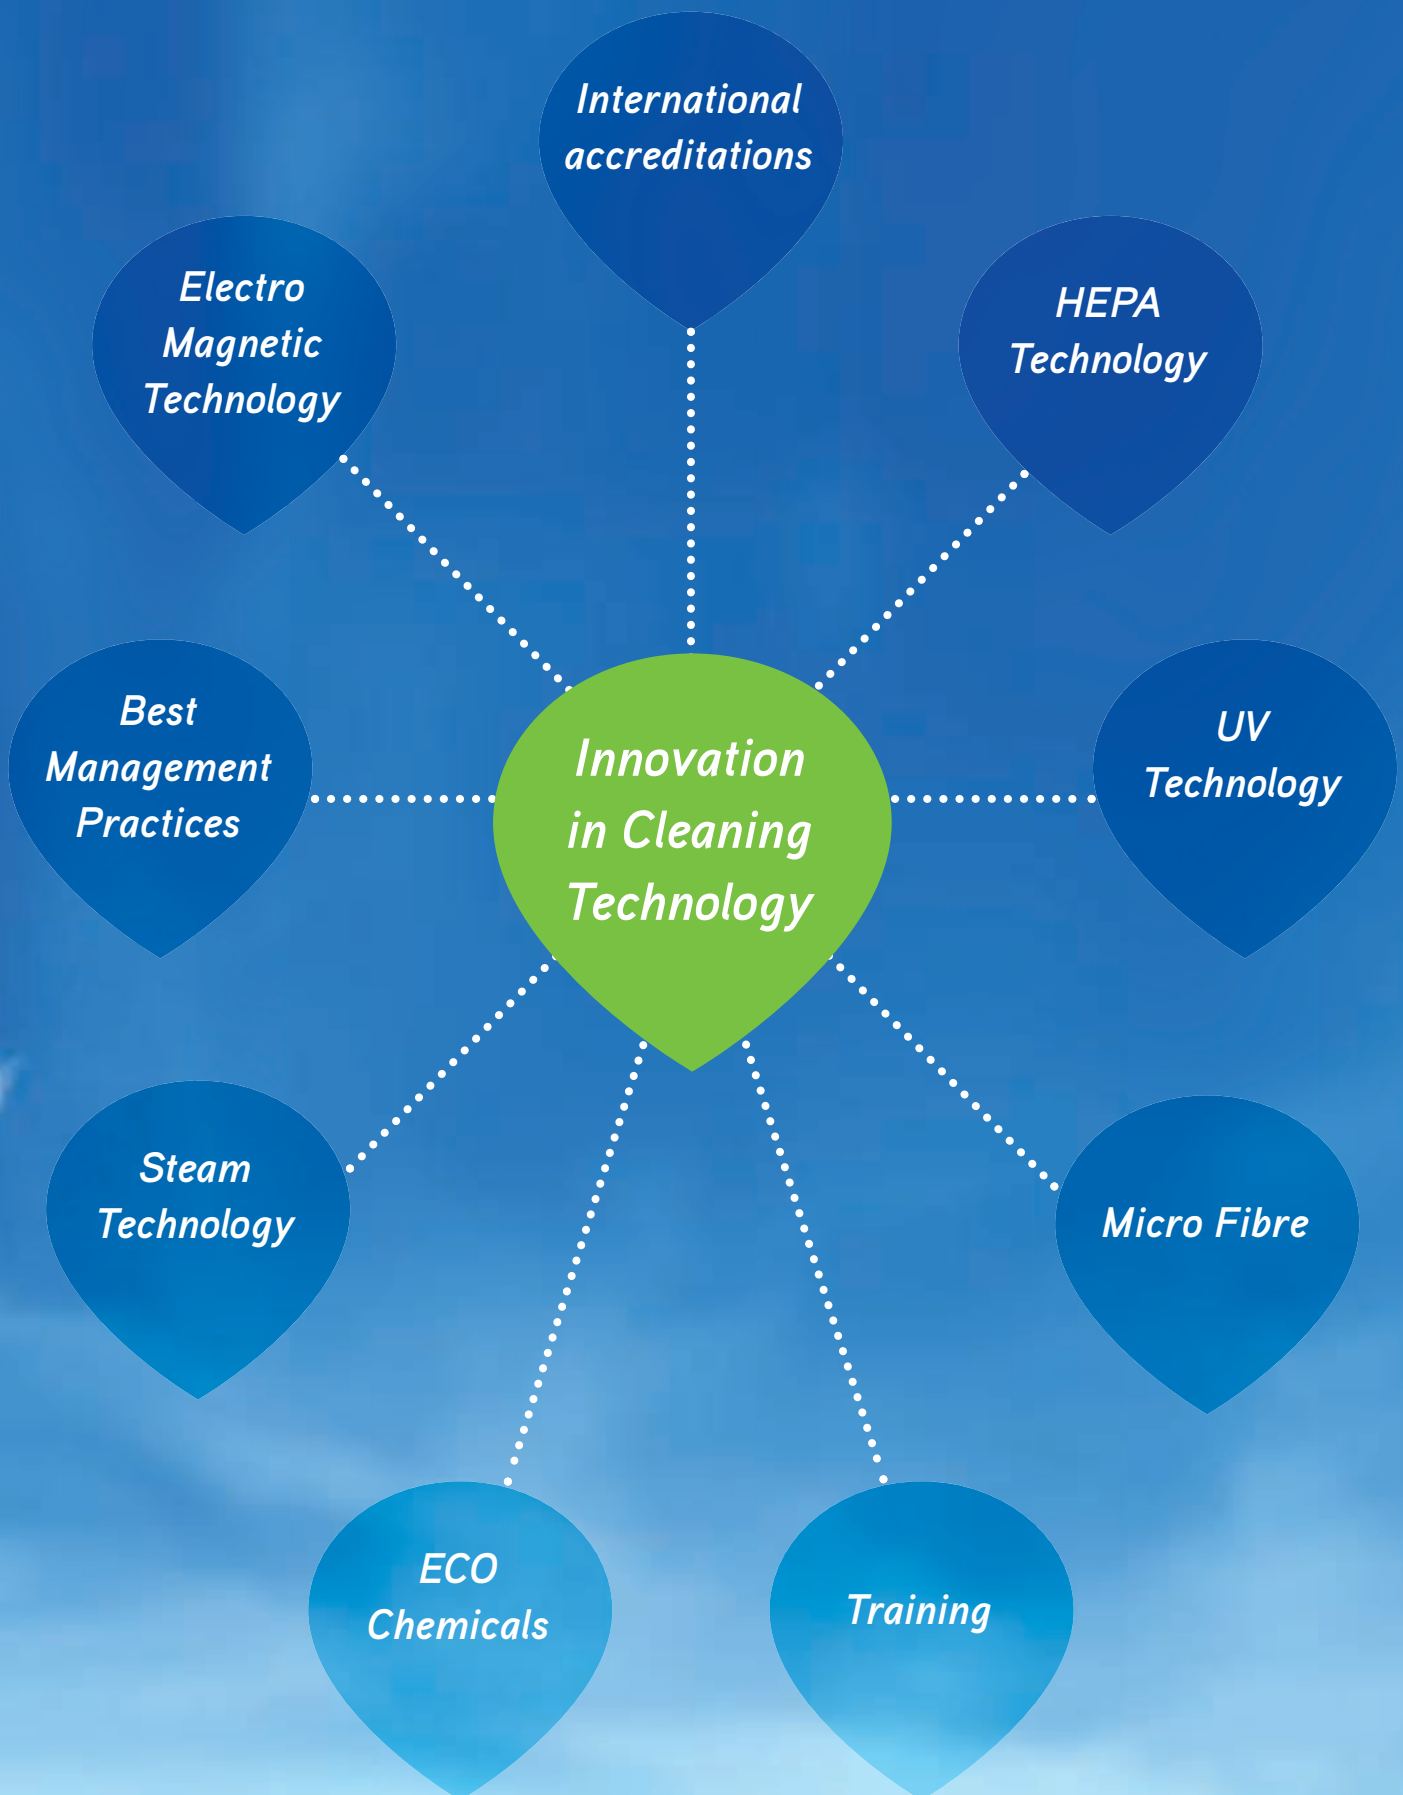 International
accreditations
Electro
Magnetic
Technology
HEPA
Technology
Best
Management
Practices
Innovation
in Cleaning
Technology
UV
Technology
Steam
Technology
Micro Fibre
ECO
Chemicals
Training